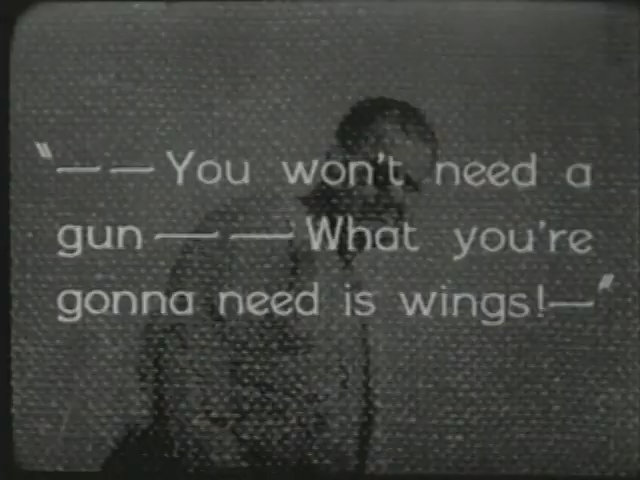 "— — You won't need a
gun — — What you're
gonna need is wings!—"